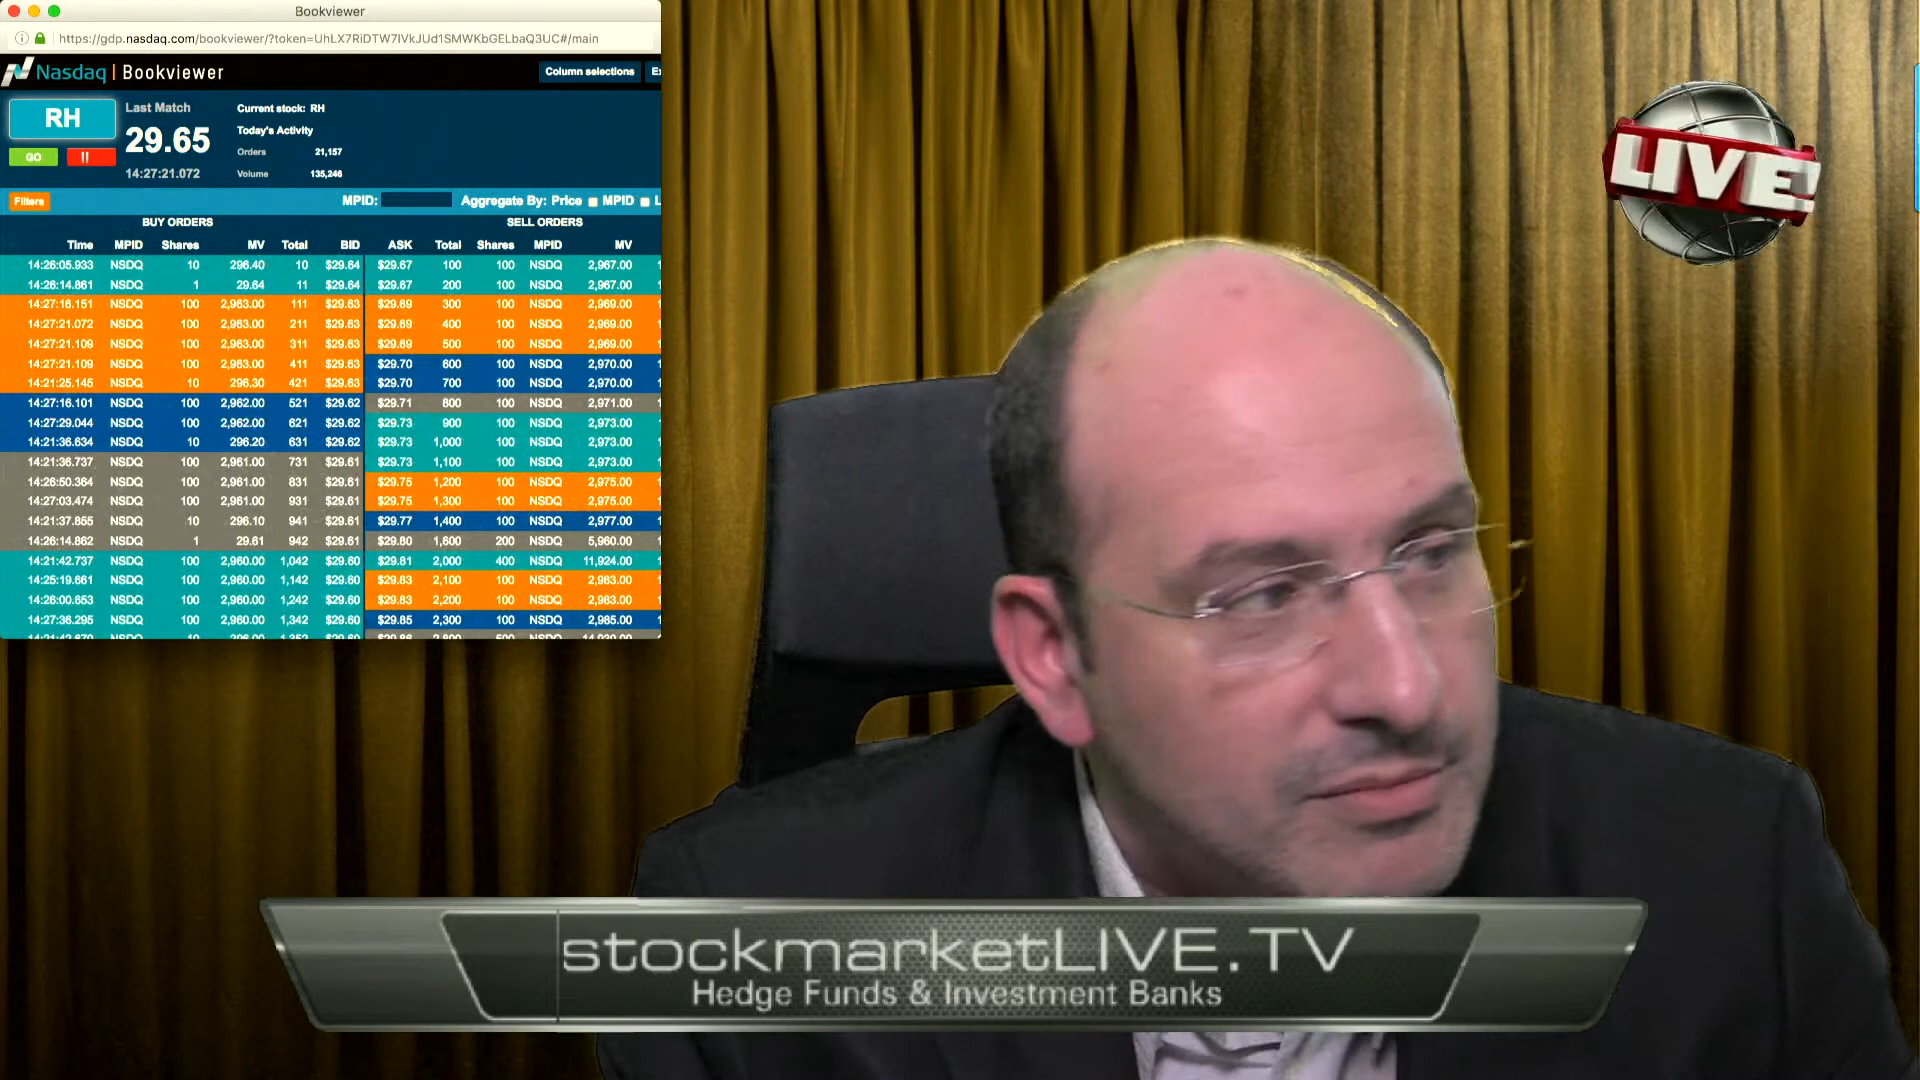 Bookviewer
https://gdp.nasdaq.com/bookviewer/?token=UhLX7RiDTW7IVkJUd1SMWKbGELbaQ3UC#/main
Nasdaq | Bookviewer
Column selections
Ex
RH
Last Match
29.65
14:27:21.072
GO
Current stock: RH
Today's Activity
Orders 21,157
Volume 135,246
Filters
MPID: Aggregate By: Price MPID L
BUY ORDERS SELL ORDERS
Time MPID Shares MV Total BID ASK Total Shares MPID MV
14:26:05.933 NSDQ 10 296.40 10 $29.64 $29.67 100 100 NSDQ 2,967.00
14:26:14.861 NSDQ 1 29.64 11 $29.64 $29.67 200 100 NSDQ 2,967.00
14:27:16.151 NSDQ 100 2,963.00 111 $29.63 $29.69 300 100 NSDQ 2,969.00
14:27:21.072 NSDQ 100 2,963.00 211 $29.63 $29.69 400 100 NSDQ 2,969.00
14:27:21.109 NSDQ 100 2,963.00 311 $29.63 $29.69 500 100 NSDQ 2,969.00
14:27:21.109 NSDQ 100 2,963.00 411 $29.63 $29.70 600 100 NSDQ 2,970.00
14:21:25.145 NSDQ 10 296.30 421 $29.63 $29.70 700 100 NSDQ 2,970.00
14:27:16.101 NSDQ 100 2,962.00 521 $29.62 $29.71 800 100 NSDQ 2,971.00
14:27:29.044 NSDQ 100 2,962.00 621 $29.62 $29.73 900 100 NSDQ 2,973.00
14:21:36.634 NSDQ 10 296.20 631 $29.62 $29.73 1,000 100 NSDQ 2,973.00
14:21:36.737 NSDQ 100 2,961.00 731 $29.61 $29.73 1,100 100 NSDQ 2,973.00
14:26:50.364 NSDQ 100 2,961.00 831 $29.61 $29.75 1,200 100 NSDQ 2,975.00
14:27:03.474 NSDQ 100 2,961.00 931 $29.61 $29.75 1,300 100 NSDQ 2,975.00
14:21:37.855 NSDQ 10 296.10 941 $29.61 $29.77 1,400 100 NSDQ 2,977.00
14:26:14.862 NSDQ 1 29.61 942 $29.61 $29.80 1,600 200 NSDQ 5,960.00
14:21:42.737 NSDQ 100 2,960.00 1,042 $29.60 $29.81 2,000 400 NSDQ 11,924.00
14:25:19.661 NSDQ 100 2,960.00 1,142 $29.60 $29.83 2,100 100 NSDQ 2,983.00
14:26:00.653 NSDQ 100 2,960.00 1,242 $29.60 $29.83 2,200 100 NSDQ 2,983.00
14:27:36.295 NSDQ 100 2,960.00 1,342 $29.60 $29.85 2,300 100 NSDQ 2,985.00
LIVE!
stockmarketLIVE.TV
Hedge Funds & Investment Banks